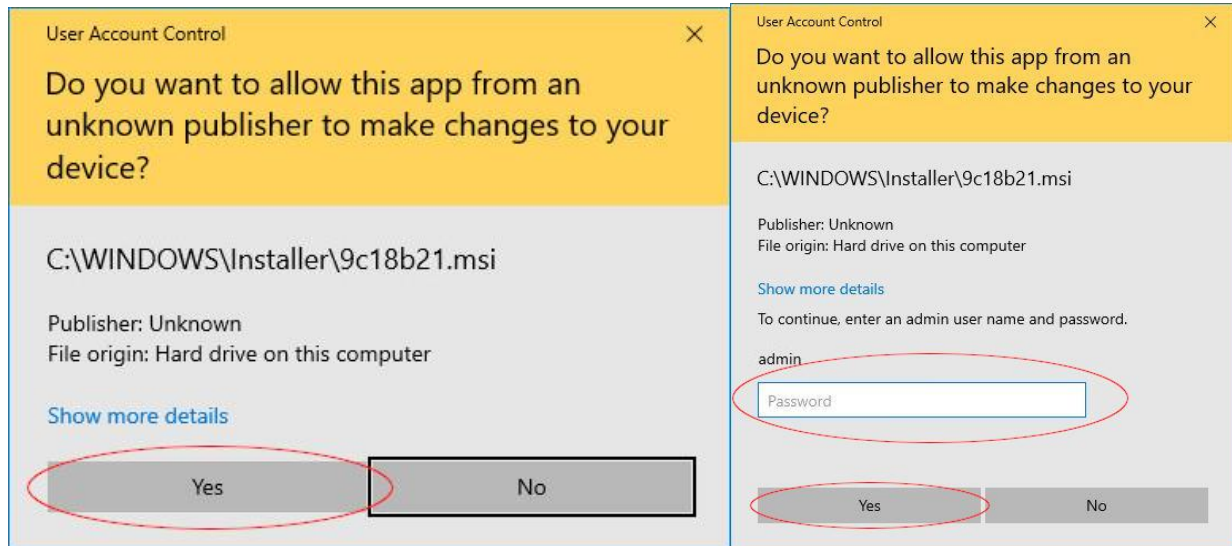 User Account Control
Do you want to allow this app from an
unknown publisher to make changes to your
device?
C:\WINDOWS\Installer\9c18b21.msi
Publisher: Unknown
File origin: Hard drive on this computer
Show more details
Yes
No
User Account Control
Do you want to allow this app from an
unknown publisher to make changes to your
device?
C:\WINDOWS\Installer\9c18b21.msi
Publisher: Unknown
File origin: Hard drive on this computer
Show more details
To continue, enter an admin user name and password.
admin
Password
Yes
No